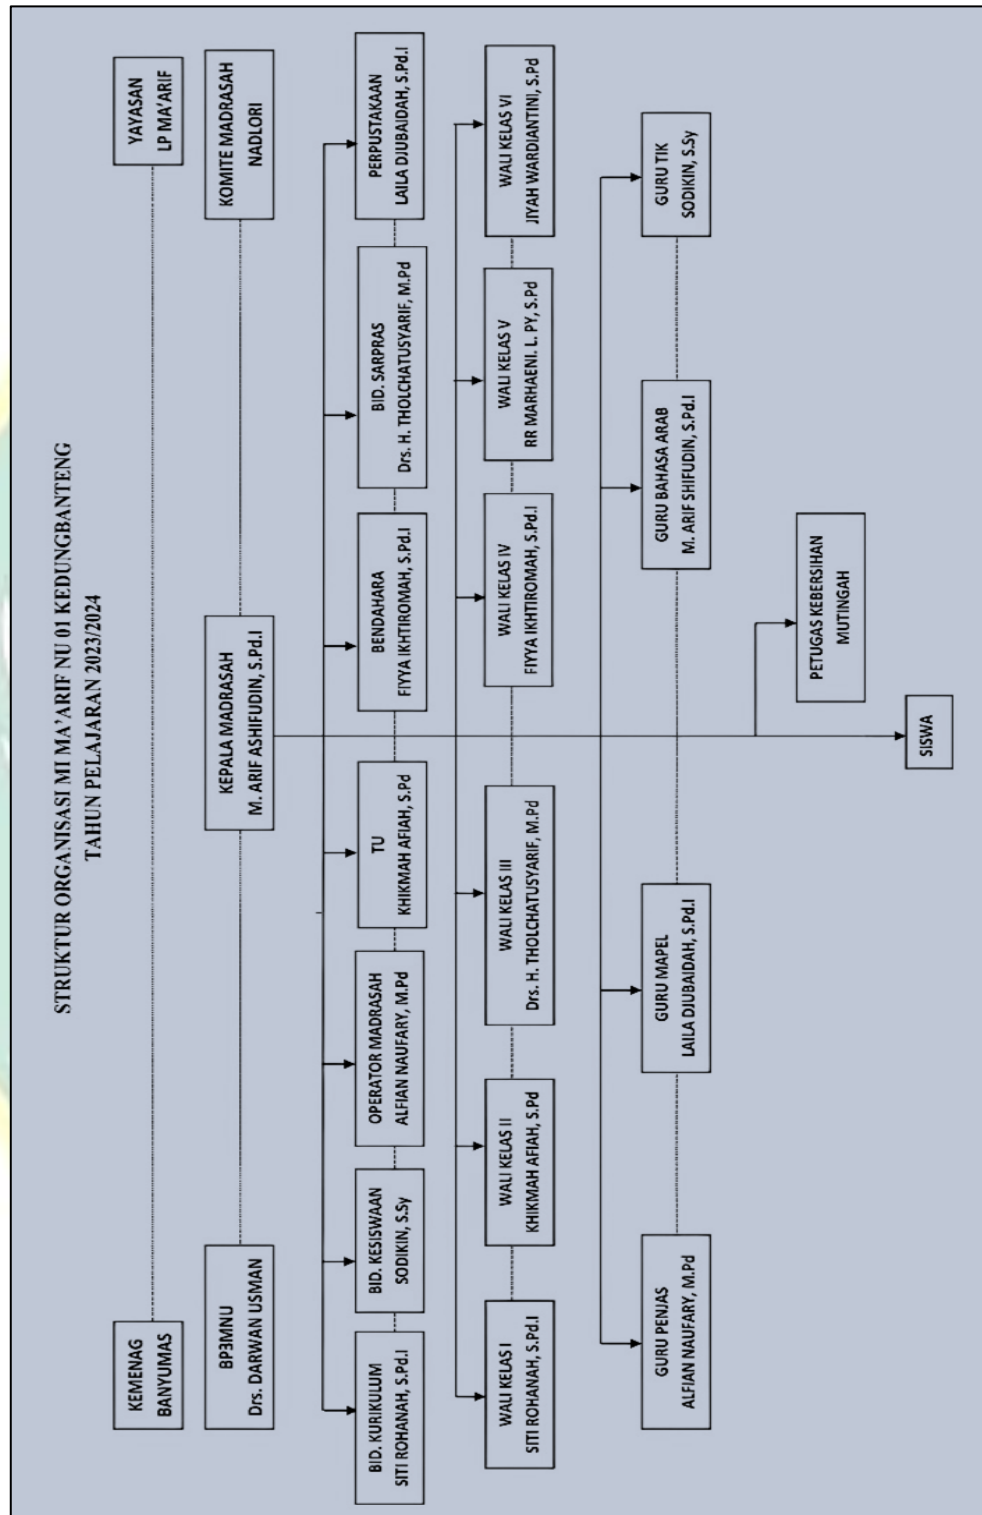 STRUKTUR ORGANISASI MI MA'ARIF NU 01 KEDUNGBANTENG
TAHUN PELAJARAN 2023/2024
KEMENAG
BANYUMAS
YAYASAN
LP MA'ARIF
BP3MNU
Drs. DARWAN USMAN
KEPALA MADRASAH
M. ARIF ASHIFUDIN, S.Pd.I
KOMITE MADRASAH
NADLORI
BID. KURIKULUM
SITI ROHANAH, S.Pd.I
BID. KESISWAAN
SODIKIN, S.Sy
OPERATOR MADRASAH
ALFIAN NAUFARY, M.Pd
TU
KHIKMAH AFIAH, S.Pd
BENDAHARA
FIYYA IKHTIROMAH, S.Pd.I
BID. SARPRAS
Drs. H. THOLCHATUSYARIF, M.Pd
PERPUSTAKAAN
LAILA DJUBAIDAH, S.Pd.I
WALI KELAS I
SITI ROHANAH, S.Pd.I
WALI KELAS II
KHIKMAH AFIAH, S.Pd
WALI KELAS III
Drs. H. THOLCHATUSYARIF, M.Pd
WALI KELAS IV
FIYYA IKHTIROMAH, S.Pd.I
WALI KELAS V
RR MARHAENI. L. PY, S.Pd
WALI KELAS VI
JIYAH WARDIANTINI, S.Pd
GURU PENJAS
ALFIAN NAUFARY, M.Pd
GURU MAPEL
LAILA DJUBAIDAH, S.Pd.I
GURU BAHASA ARAB
M. ARIF SHIFUDIN, S.Pd.I
GURU TIK
SODIKIN, S.Sy
PETUGAS KEBERSIHAN
MUTINGAH
SISWA